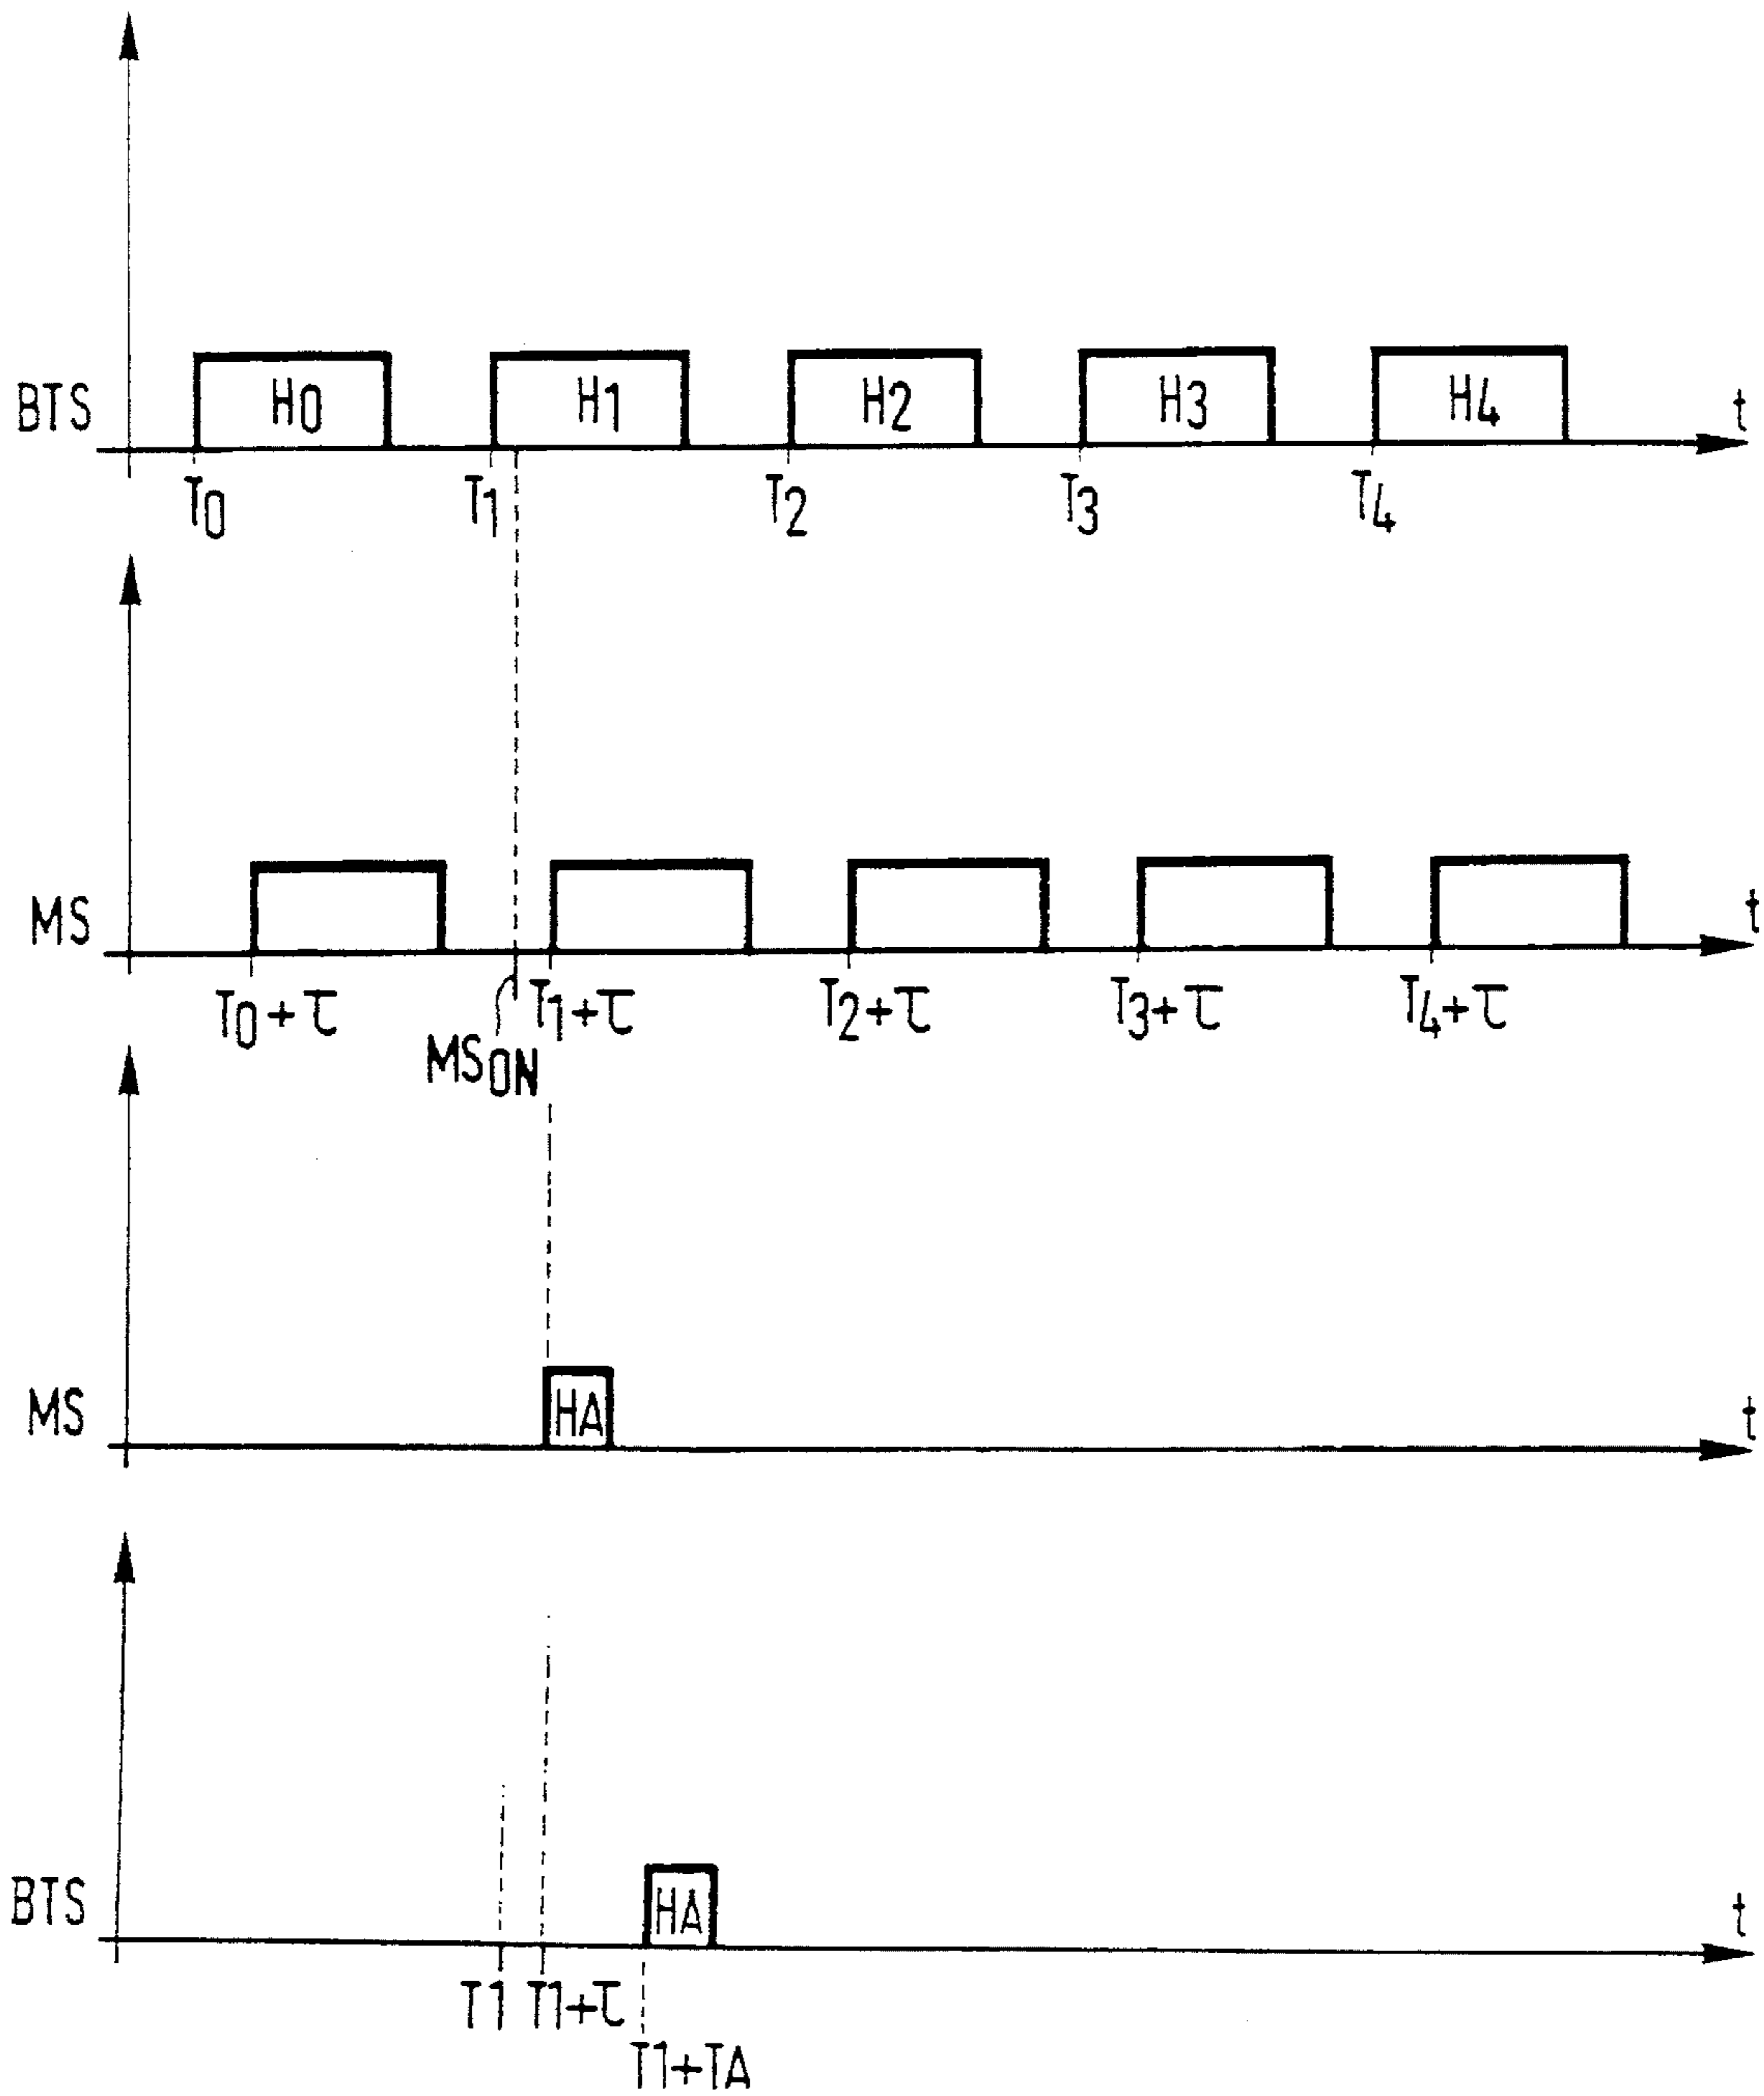 BTS H0 H1 H2 H3 H4 t
T0 T1 T2 T3 T4
MS t
T0+τ T1+τ T2+τ T3+τ T4+τ
MSON
MS HA t
BTS HA t
T1 T1+τ
T1+TA